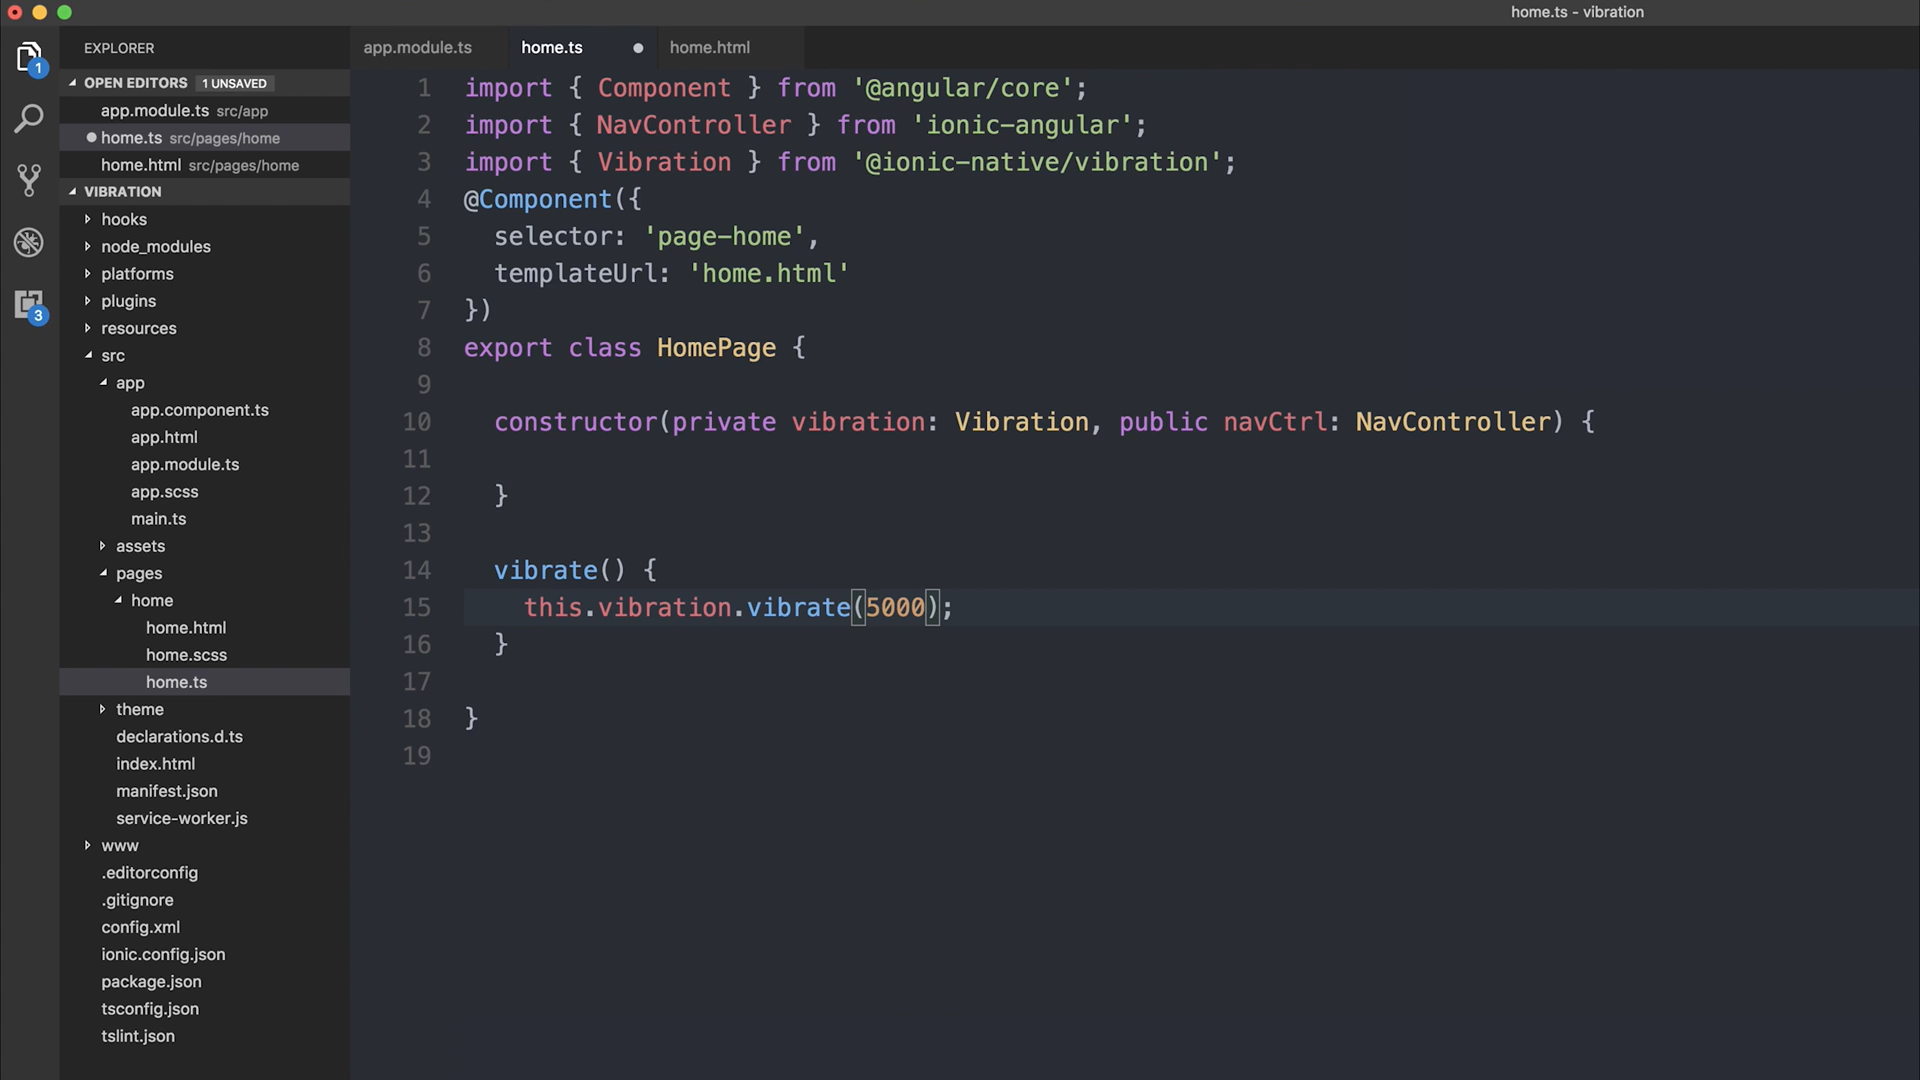 home.ts - vibration
EXPLORER
OPEN EDITORS 1 UNSAVED
app.module.ts src/app
home.ts src/pages/home
home.html src/pages/home
VIBRATION
hooks
node_modules
platforms
plugins
resources
src
app
app.component.ts
app.html
app.module.ts
app.scss
main.ts
assets
pages
home
home.html
home.scss
home.ts
theme
declarations.d.ts
index.html
manifest.json
service-worker.js
www
.editorconfig
.gitignore
config.xml
ionic.config.json
package.json
tsconfig.json
tslint.json
1
3
app.module.ts home.ts home.html
1 import { Component } from '@angular/core';
2 import { NavController } from 'ionic-angular';
3 import { Vibration } from '@ionic-native/vibration';
4 @Component({
5   selector: 'page-home',
6   templateUrl: 'home.html'
7 })
8 export class HomePage {
9
10   constructor(private vibration: Vibration, public navCtrl: NavController) {
11
12   }
13
14   vibrate() {
15     this.vibration.vibrate(5000);
16   }
17
18 }
19